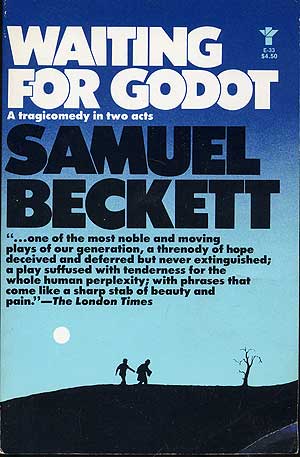 WAITING
FOR GODOT
E-33
$4.50
A tragicomedy in two acts
SAMUEL
BECKETT
“...one of the most noble and moving
plays of our generation, a threnody of hope
deceived and deferred but never extinguished;
a play suffused with tenderness for the
whole human perplexity; with phrases that
come like a sharp stab of beauty and
pain.”—The London Times